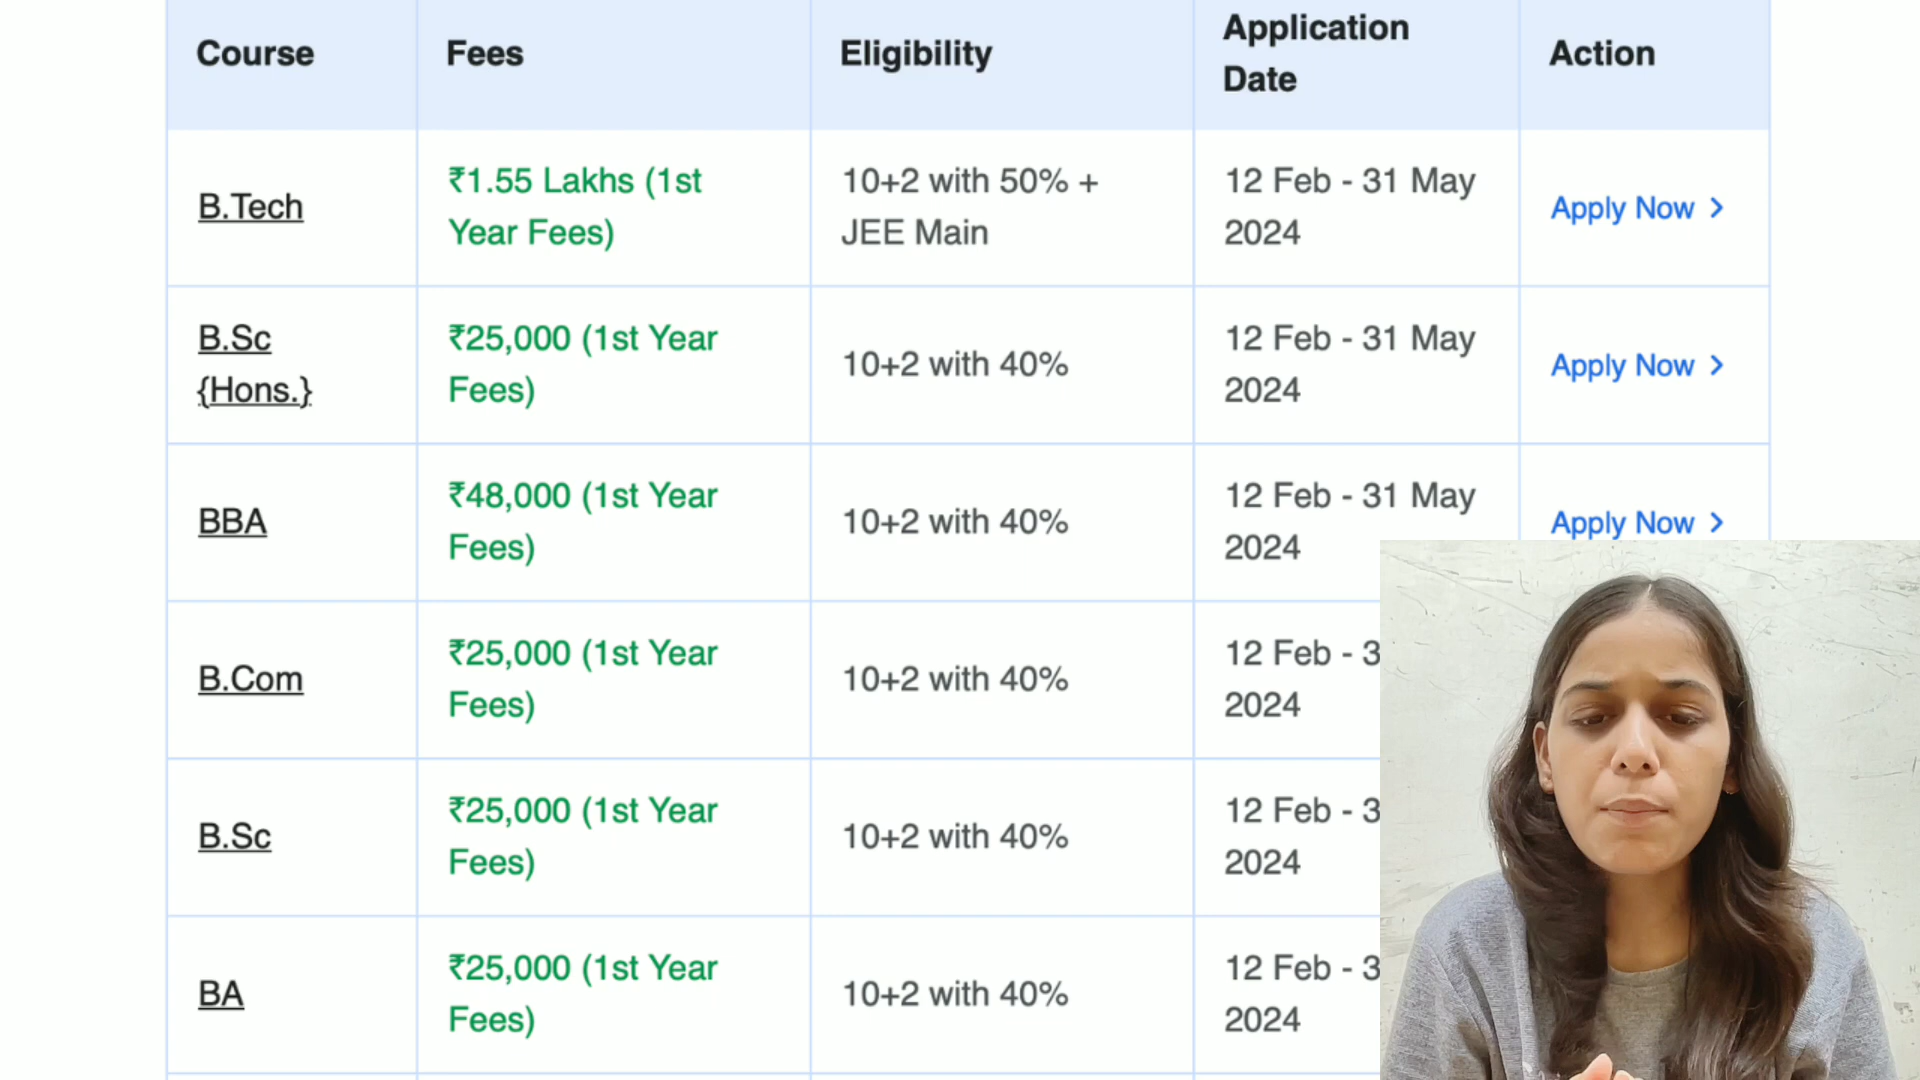 Course Fees Eligibility Application Date Action
B.Tech ₹1.55 Lakhs (1st Year Fees) 10+2 with 50% + JEE Main 12 Feb - 31 May 2024 Apply Now
B.Sc {Hons.} ₹25,000 (1st Year Fees) 10+2 with 40% 12 Feb - 31 May 2024 Apply Now
BBA ₹48,000 (1st Year Fees) 10+2 with 40% 12 Feb - 31 May 2024 Apply Now
B.Com ₹25,000 (1st Year Fees) 10+2 with 40% 12 Feb - 3 2024
B.Sc ₹25,000 (1st Year Fees) 10+2 with 40% 12 Feb - 3 2024
BA ₹25,000 (1st Year Fees) 10+2 with 40% 12 Feb - 3 2024